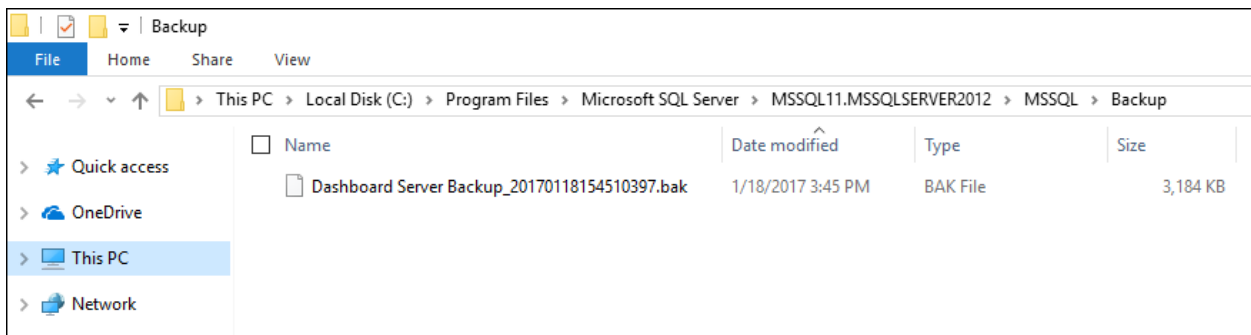 Backup
File Home Share View
This PC > Local Disk (C:) > Program Files > Microsoft SQL Server > MSSQL11.MSSQLSERVER2012 > MSSQL > Backup
Name Date modified Type Size
Quick access
Dashboard Server Backup_20170118154510397.bak 1/18/2017 3:45 PM BAK File 3,184 KB
OneDrive
This PC
Network